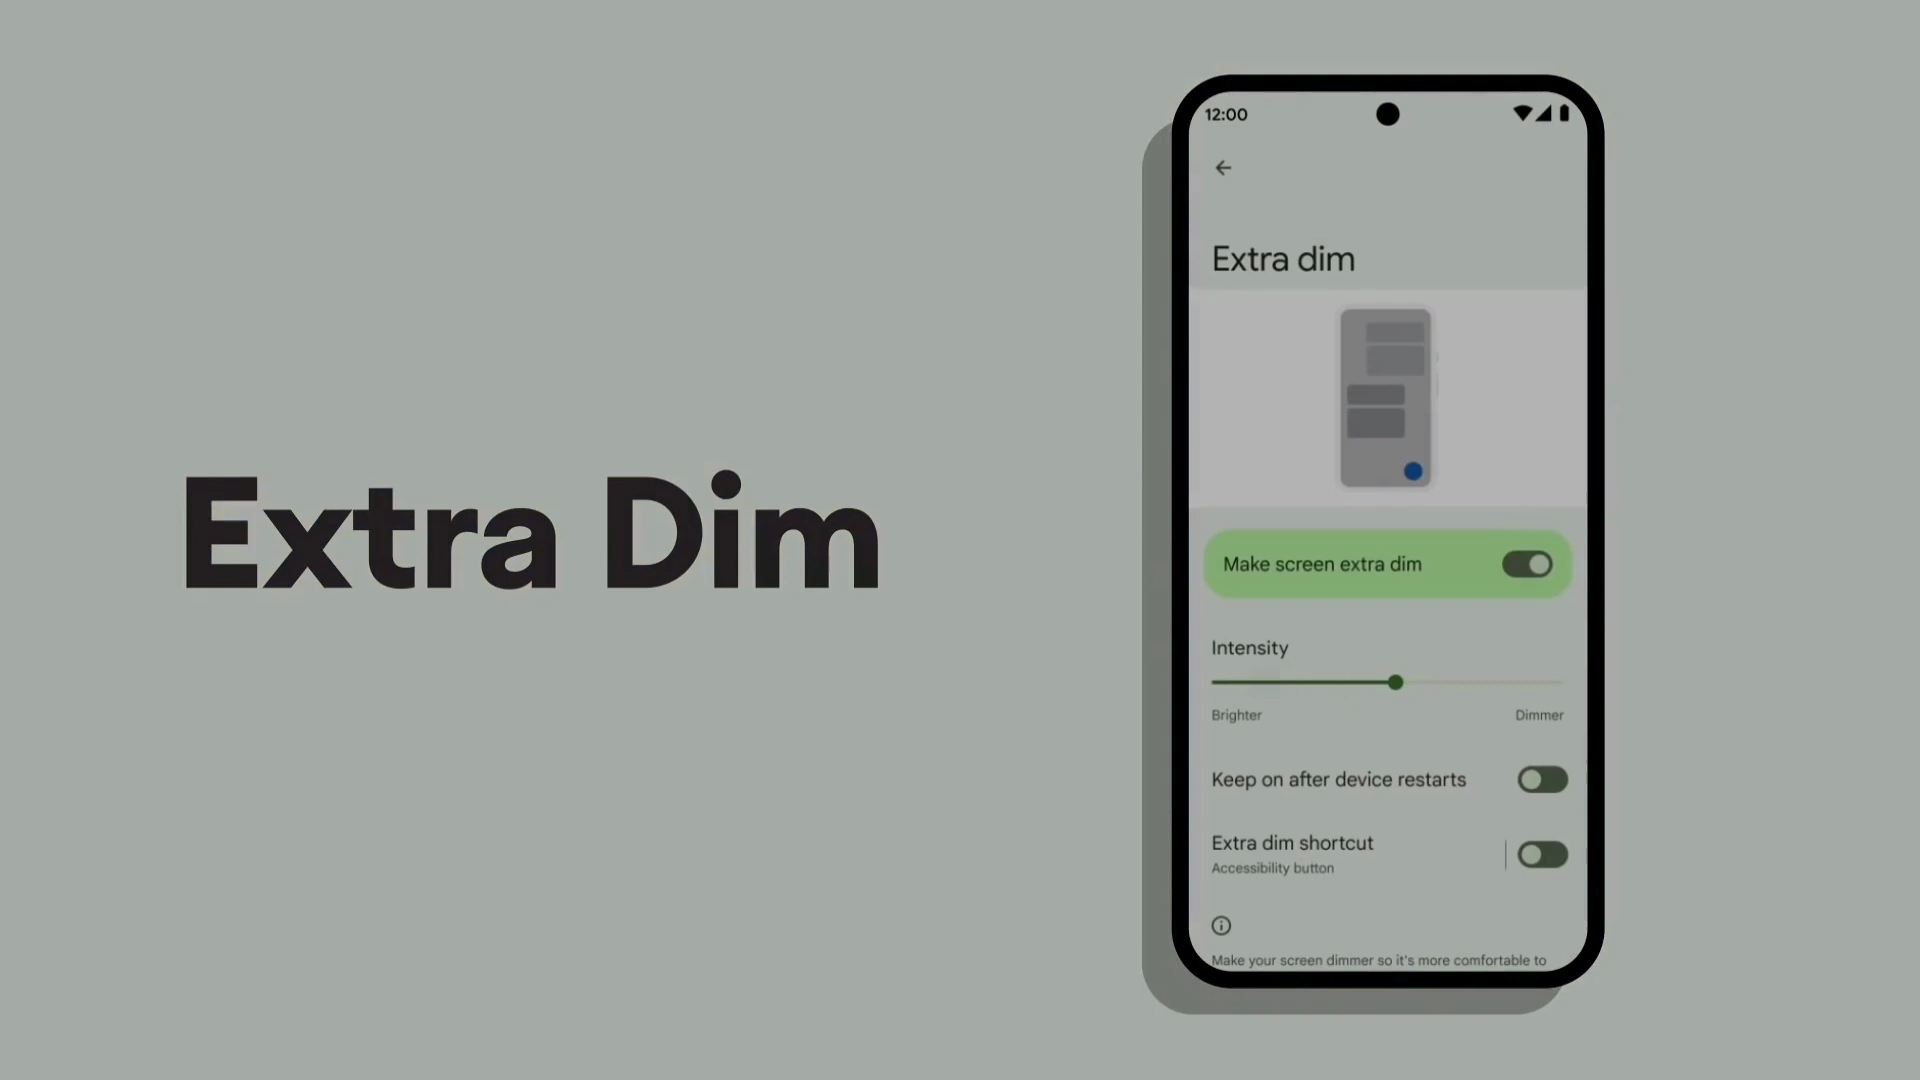 Extra Dim
12:00
Extra dim
Make screen extra dim
Intensity
Brighter Dimmer
Keep on after device restarts
Extra dim shortcut
Accessibility button
Make your screen dimmer so it's more comfortable to